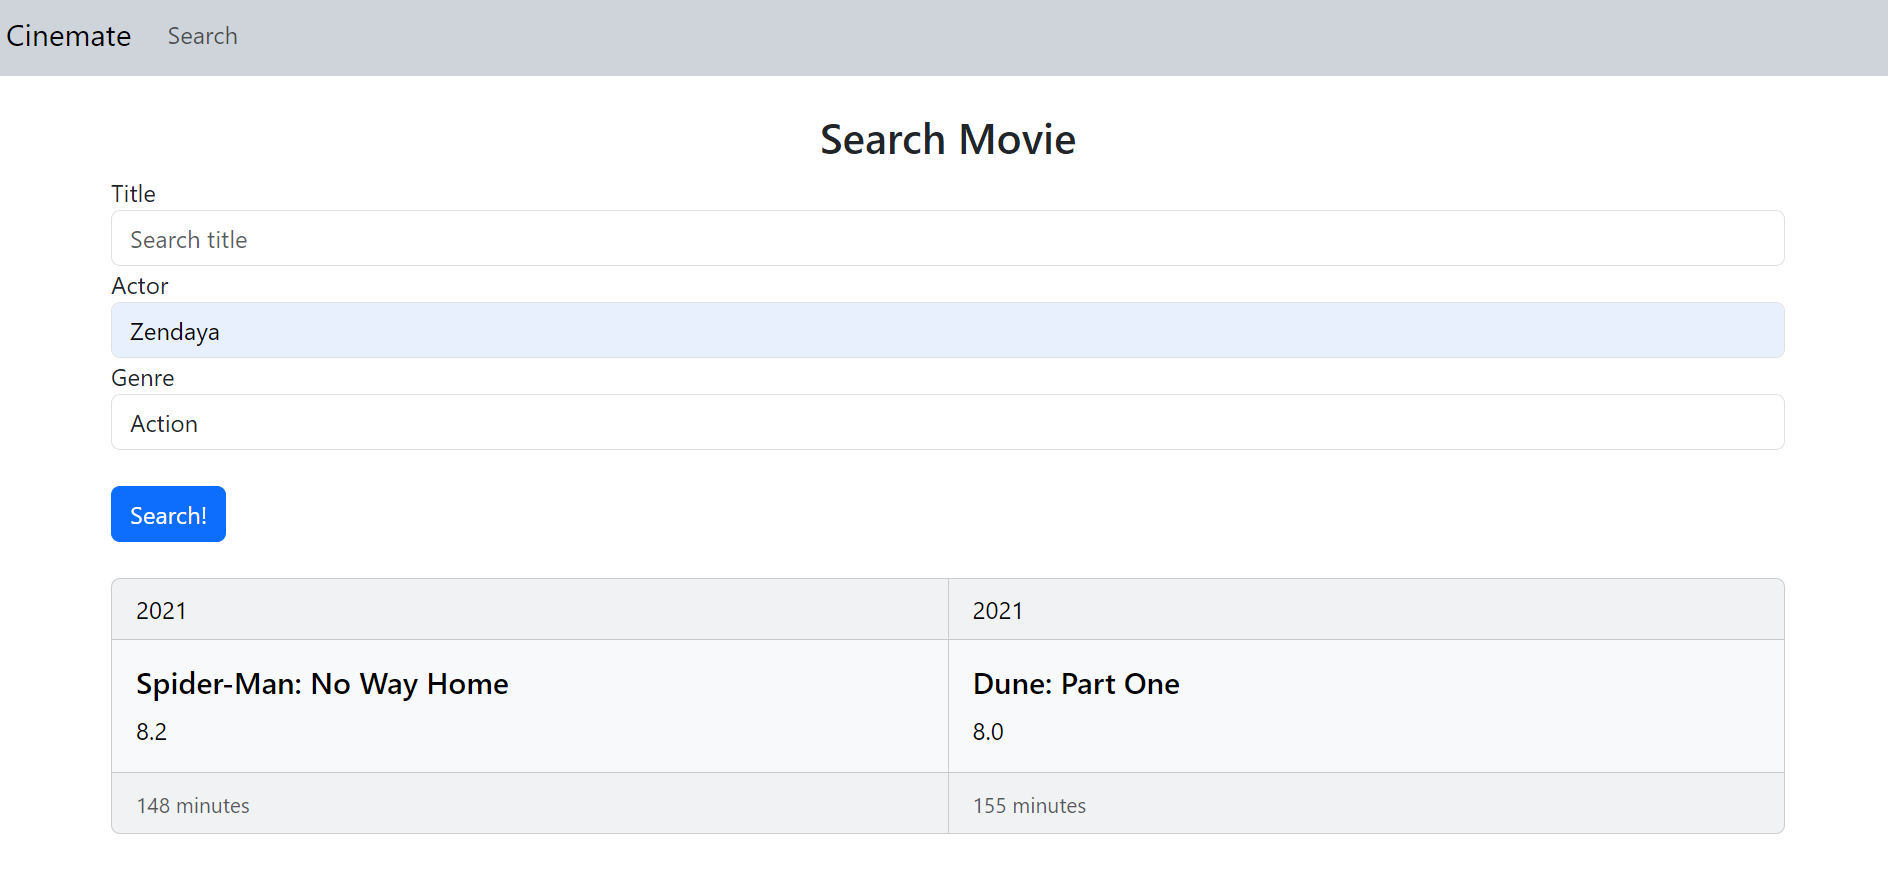 Cinemate Search
Search Movie
Title
Search title
Actor
Zendaya
Genre
Action
Search!
2021 2021
Spider-Man: No Way Home Dune: Part One
8.2 8.0
148 minutes 155 minutes